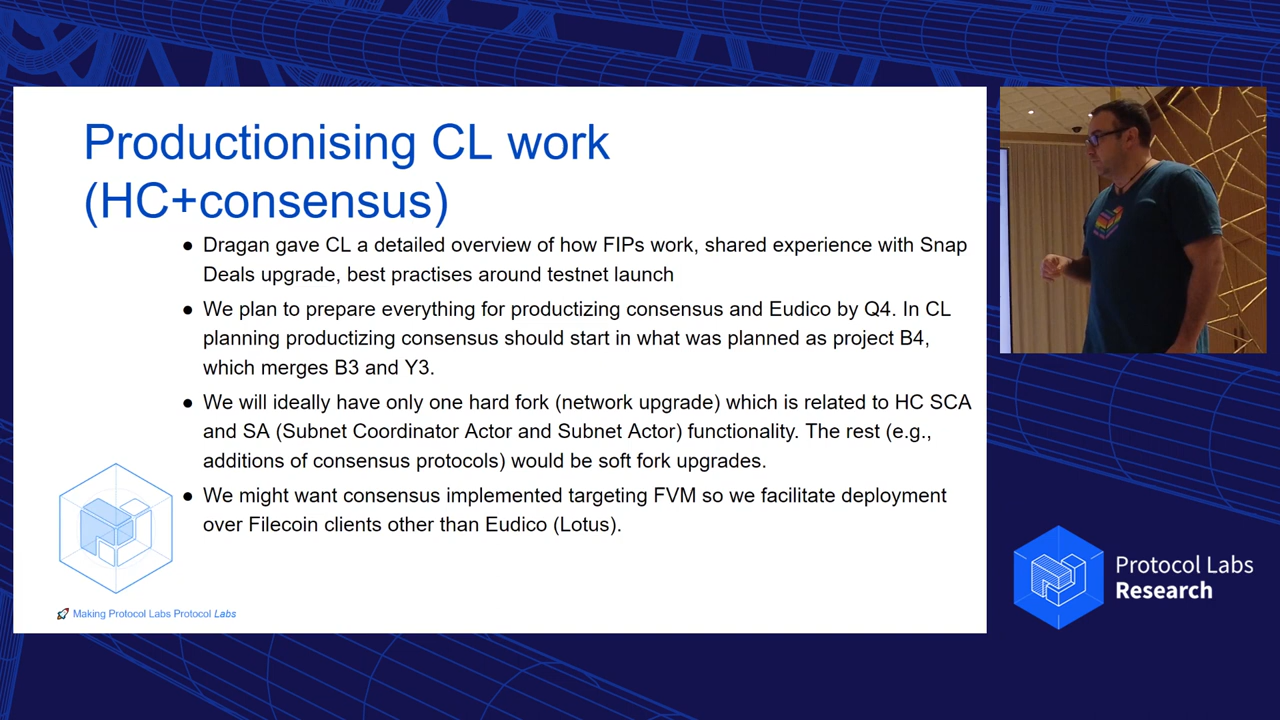 Productionising CL work
(HC+consensus)
● Dragan gave CL a detailed overview of how FIPs work, shared experience with Snap
Deals upgrade, best practises around testnet launch
● We plan to prepare everything for productizing consensus and Eudico by Q4. In CL
planning productizing consensus should start in what was planned as project B4,
which merges B3 and Y3.
● We will ideally have only one hard fork (network upgrade) which is related to HC SCA
and SA (Subnet Coordinator Actor and Subnet Actor) functionality. The rest (e.g.,
additions of consensus protocols) would be soft fork upgrades.
● We might want consensus implemented targeting FVM so we facilitate deployment
over Filecoin clients other than Eudico (Lotus).
🚀 Making Protocol Labs Protocol Labs
Protocol Labs
Research